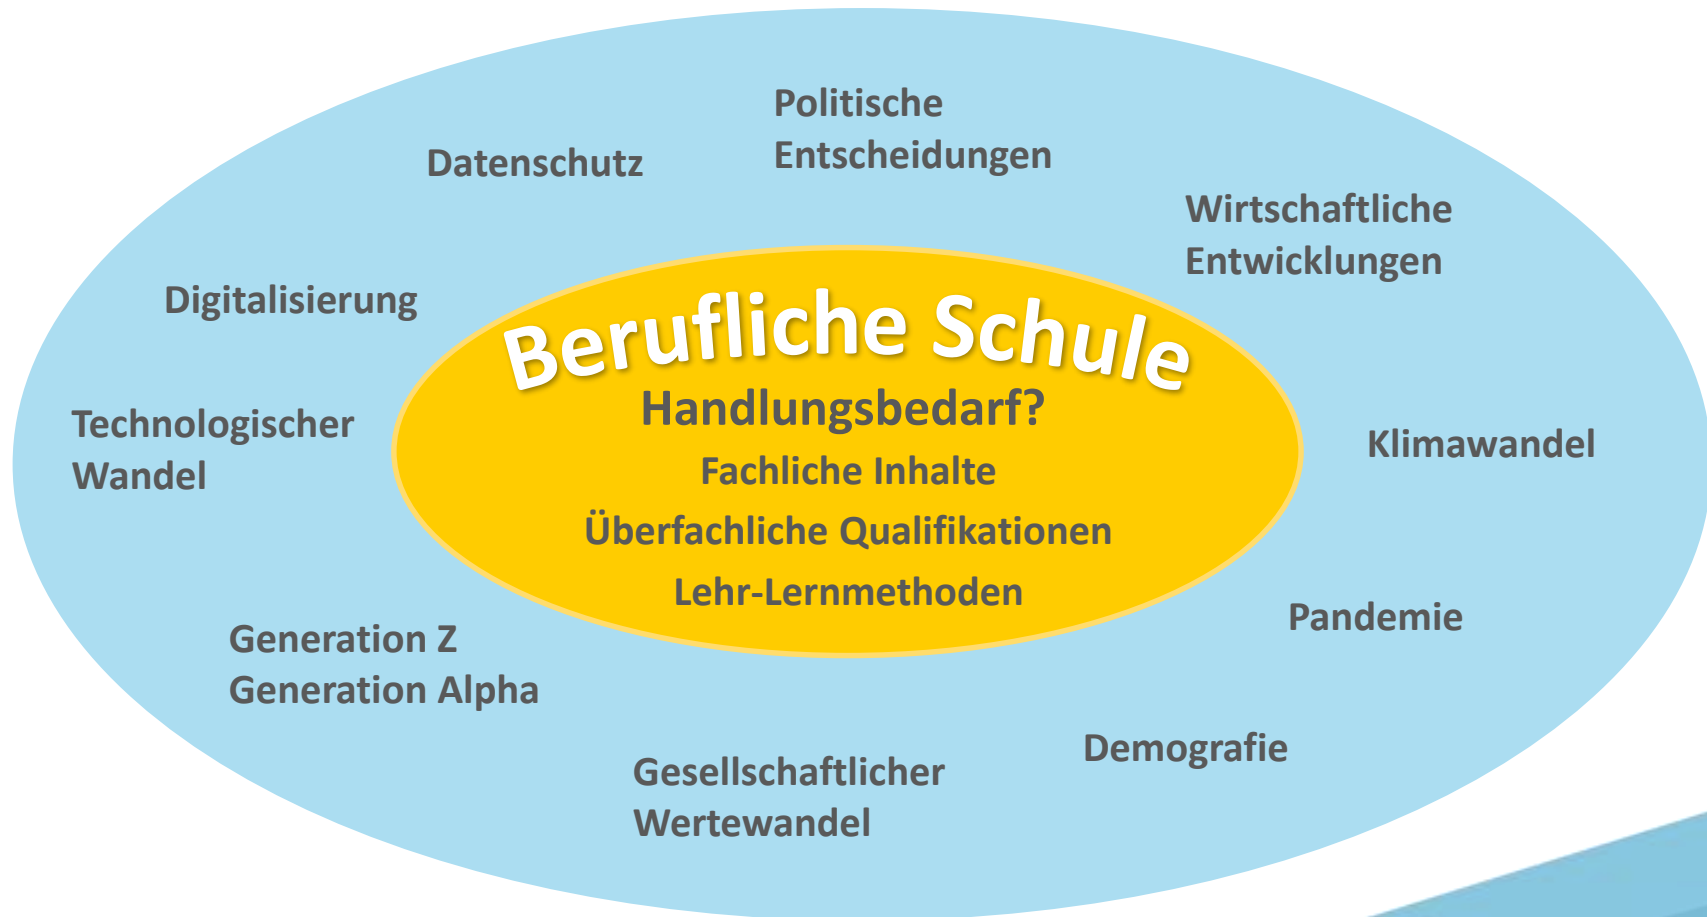 Politische
Entscheidungen
Datenschutz
Wirtschaftliche
Entwicklungen
Digitalisierung
Berufliche Schule
Handlungsbedarf?
Technologischer
Wandel
Klimawandel
Fachliche Inhalte
Überfachliche Qualifikationen
Lehr-Lernmethoden
Pandemie
Generation Z
Generation Alpha
Demografie
Gesellschaftlicher
Wertewandel